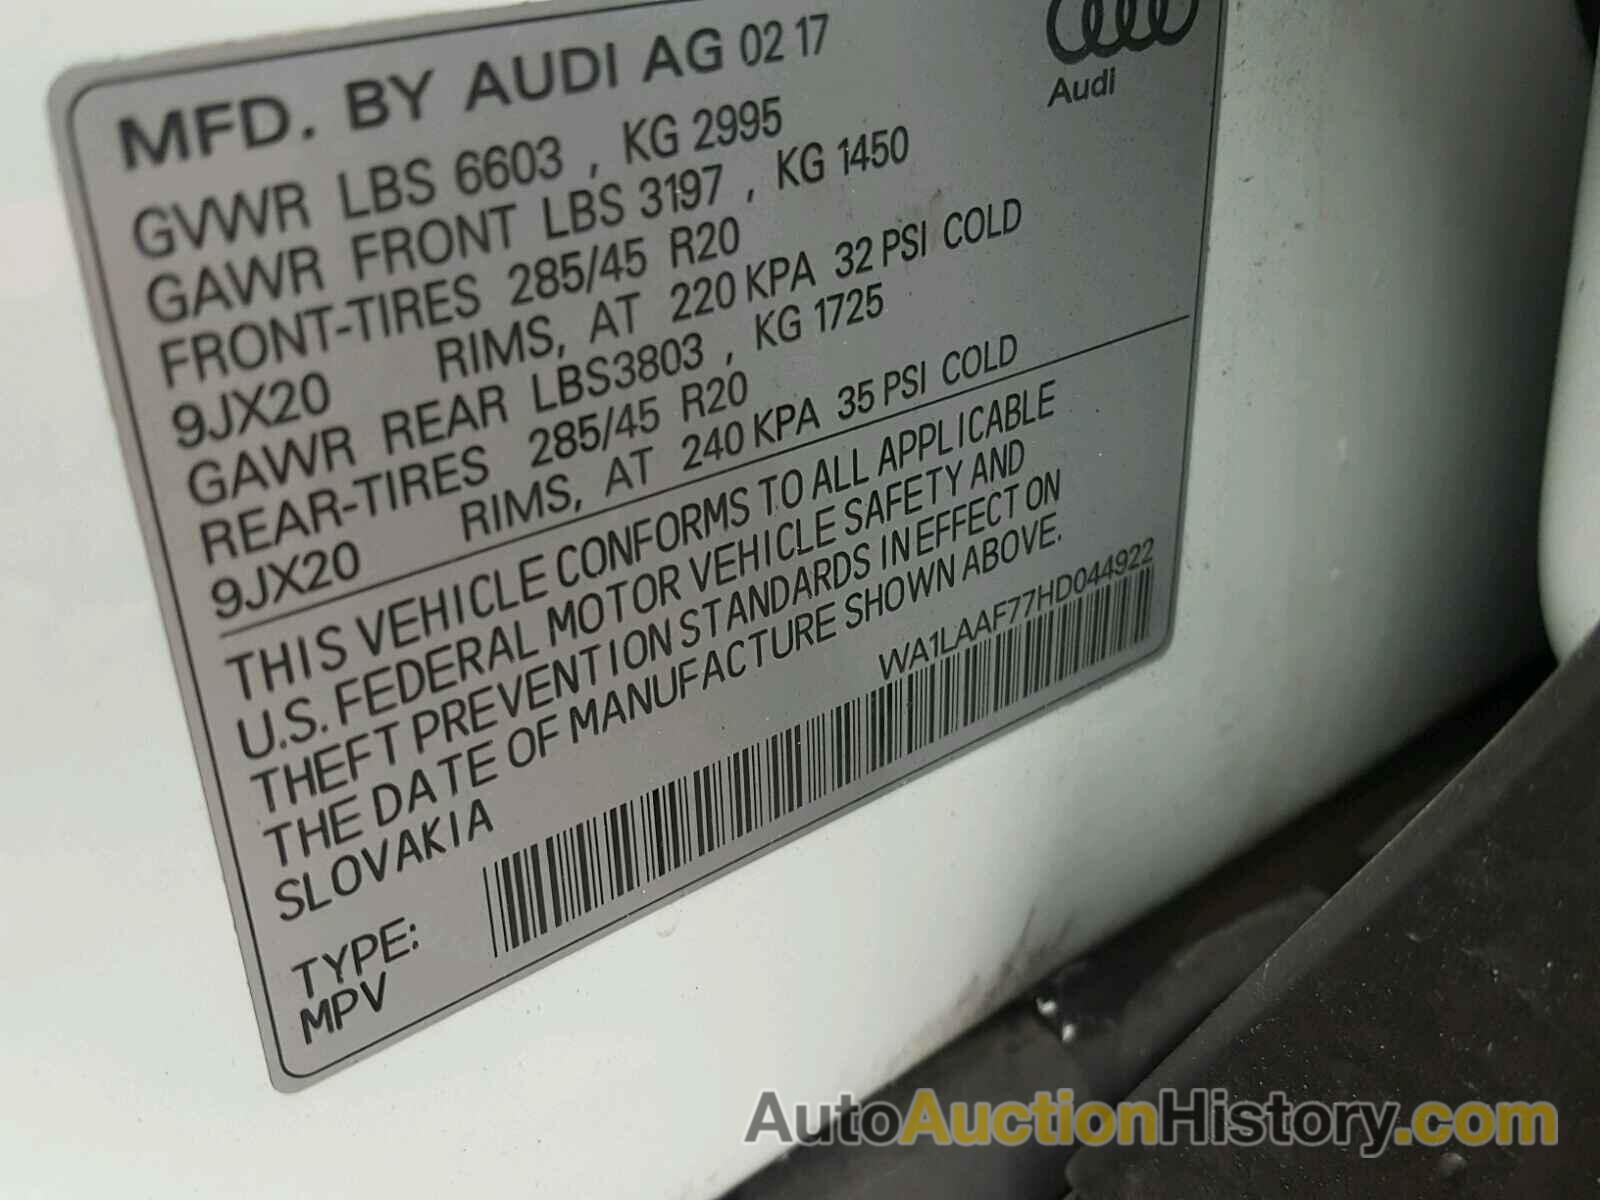 MFD. BY AUDI AG 02 17
Audi
GVWR LBS 6603 , KG 2995
GAWR FRONT LBS 3197 , KG 1450
FRONT-TIRES 285/45 R20
9JX20 RIMS, AT 220 KPA 32 PSI COLD
GAWR REAR LBS3803 , KG 1725
REAR-TIRES 285/45 R20
9JX20 RIMS, AT 240 KPA 35 PSI COLD
THIS VEHICLE CONFORMS TO ALL APPLICABLE
U.S. FEDERAL MOTOR VEHICLE SAFETY AND
THEFT PREVENTION STANDARDS IN EFFECT ON
THE DATE OF MANUFACTURE SHOWN ABOVE.
SLOVAKIA
WA1LAAF77HD044922
TYPE:
MPV
AutoAuctionHistory.com